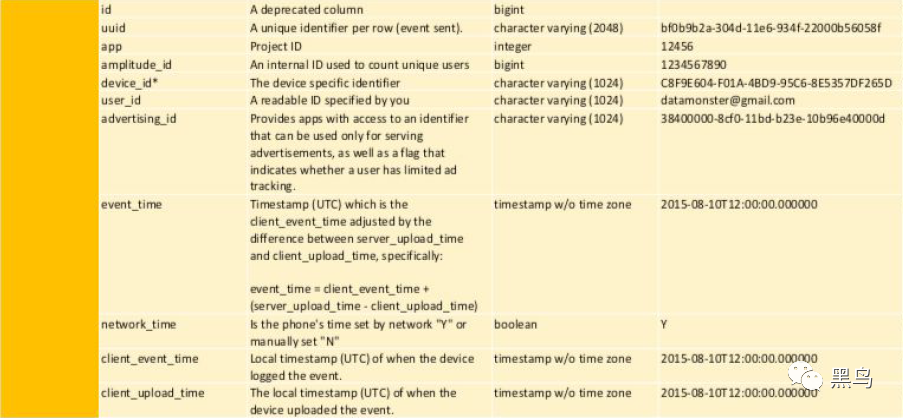 id A deprecated column bigint
uuid A unique identifier per row (event sent). character varying (2048) bf0b9b2a-304d-11e6-934f-22000b56058f
app Project ID integer 12456
amplitude_id An internal ID used to count unique users bigint 1234567890
device_id* The device specific identifier character varying (1024) C8F9E604-F01A-4BD9-95C6-8E5357DF265D
user_id A readable ID specified by you character varying (1024) datamonster@gmail.com
advertising_id Provides apps with access to an identifier character varying (1024) 38400000-8cf0-11bd-b23e-10b96e40000d
that can be used only for serving
advertisements, as well as a flag that
indicates whether a user has limited ad
tracking.
event_time Timestamp (UTC) which is the timestamp w/o time zone 2015-08-10T12:00:00.000000
client_event_time adjusted by the
difference between server_upload_time
and client_upload_time, specifically:
event_time = client_event_time +
(server_upload_time - client_upload_time)
network_time Is the phone's time set by network "Y" or boolean Y
manually set "N"
client_event_time Local timestamp (UTC) of when the device timestamp w/o time zone 2015-08-10T12:00:00.000000
logged the event.
client_upload_time The local timestamp (UTC) of when the timestamp w/o time zone 2015-08-10T12:00:00.000000
device uploaded the event.
黑鸟